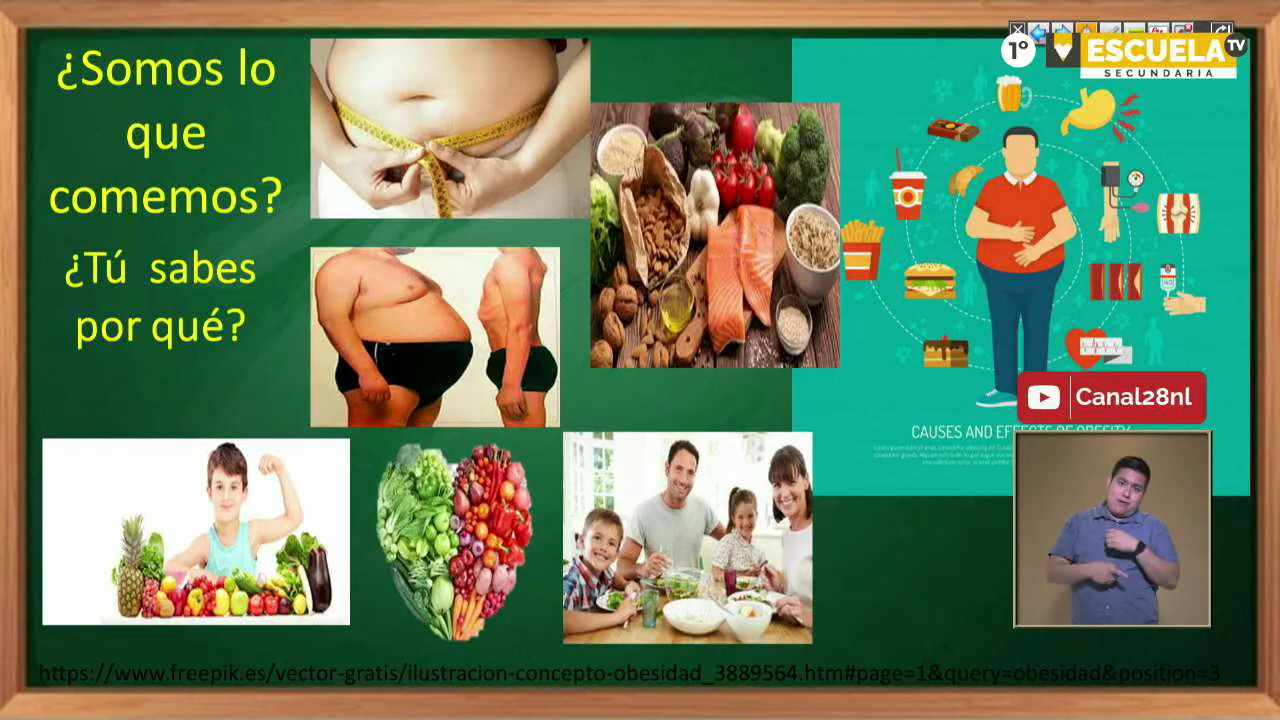 ¿Somos lo
que
comemos?
¿Tú sabes
por qué?
1º
ESCUELA TV
SECUNDARIA
Canal28nl
CAUSES AND EFFECTS OF OBESITY
https://www.freepik.es/vector-gratis/ilustracion-concepto-obesidad_3889564.htm#page=1&query=obesidad&position=3